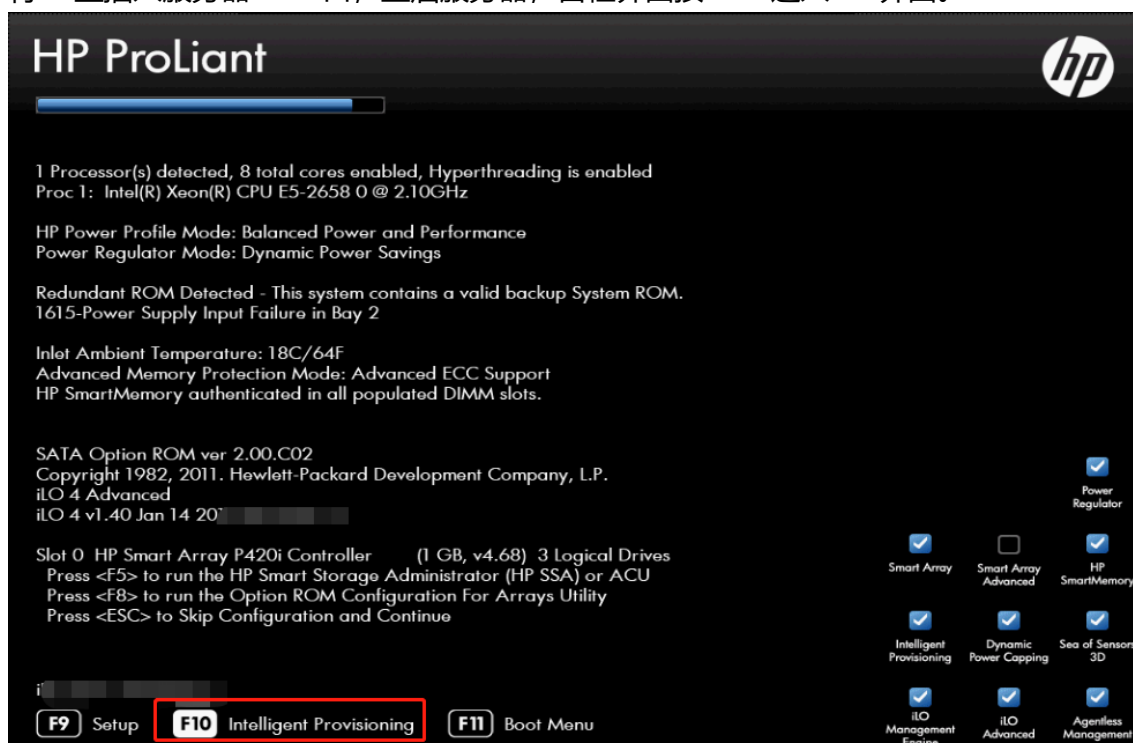 HP ProLiant
hp
1 Processor(s) detected, 8 total cores enabled, Hyperthreading is enabled
Proc 1: Intel(R) Xeon(R) CPU E5-2658 0 @ 2.10GHz
HP Power Profile Mode: Balanced Power and Performance
Power Regulator Mode: Dynamic Power Savings
Redundant ROM Detected - This system contains a valid backup System ROM.
1615-Power Supply Input Failure in Bay 2
Inlet Ambient Temperature: 18C/64F
Advanced Memory Protection Mode: Advanced ECC Support
HP SmartMemory authenticated in all populated DIMM slots.
SATA Option ROM ver 2.00.C02
Copyright 1982, 2011. Hewlett-Packard Development Company, L.P.
iLO 4 Advanced
iLO 4 v1.40 Jan 14
Slot 0 HP Smart Array P420i Controller (1 GB, v4.68) 3 Logical Drives
Press <F5> to run the HP Smart Storage Administrator (HP SSA) or ACU
Press <F8> to run the Option ROM Configuration For Arrays Utility
Press <ESC> to Skip Configuration and Continue
Power
Regulator
Smart Array
Smart Array
Advanced
HP
SmartMemory
Intelligent
Provisioning
Dynamic
Power Capping
Sea of Sensors
3D
iLO
Management
Engine
iLO
Advanced
Agentless
Management
F9 Setup F10 Intelligent Provisioning F11 Boot Menu